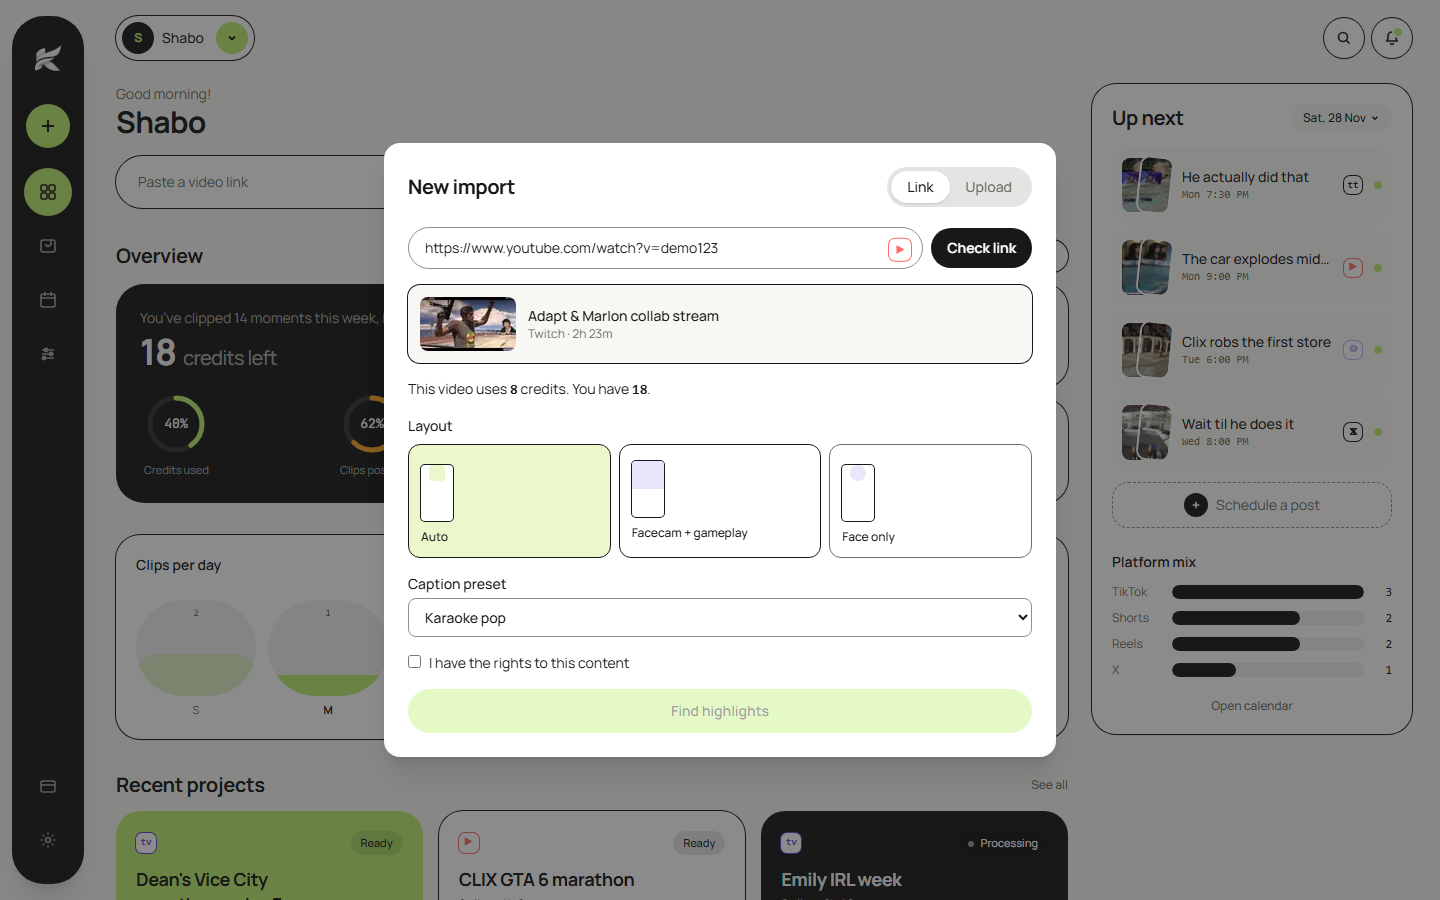 S Shabo
Good morning!
Shabo
Paste a video link
Overview
You've clipped 14 moments this week,
18 credits left
40%
62%
Credits used
Clips pos
Clips per day
2
1
S
M
Recent projects
See all
tv
Ready
Dean's Vice City
Ready
CLIX GTA 6 marathon
tv
Processing
Emily IRL week
New import
Link
Upload
https://www.youtube.com/watch?v=demo123
Check link
Adapt & Marlon collab stream
Twitch · 2h 23m
This video uses 8 credits. You have 18.
Layout
Auto
Facecam + gameplay
Face only
Caption preset
Karaoke pop
I have the rights to this content
Find highlights
Up next
Sat, 28 Nov
He actually did that
Mon 7:30 PM
tt
The car explodes mid...
Mon 9:00 PM
Clix robs the first store
Tue 6:00 PM
Wait til he does it
Wed 8:00 PM
Schedule a post
Platform mix
TikTok 3
Shorts 2
Reels 2
X 1
Open calendar